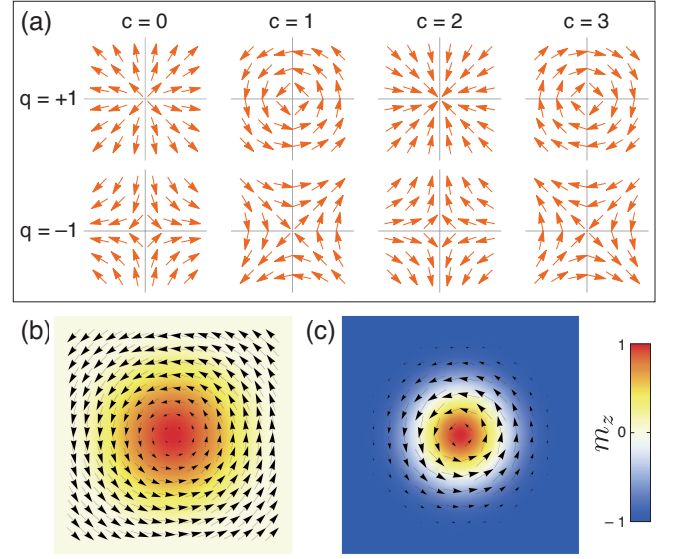 (a)
c = 0 c = 1 c = 2 c = 3
q = +1
q = −1
(b) (c)
1
0
− 1
m_z